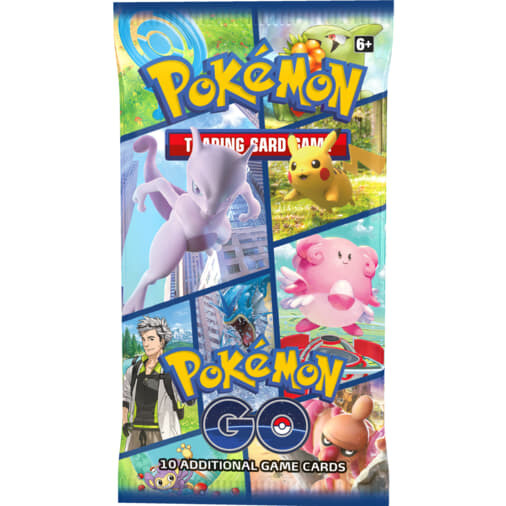 6+
POKéMON
TRADING CARD GAME
POKéMON
GO
10 ADDITIONAL GAME CARDS